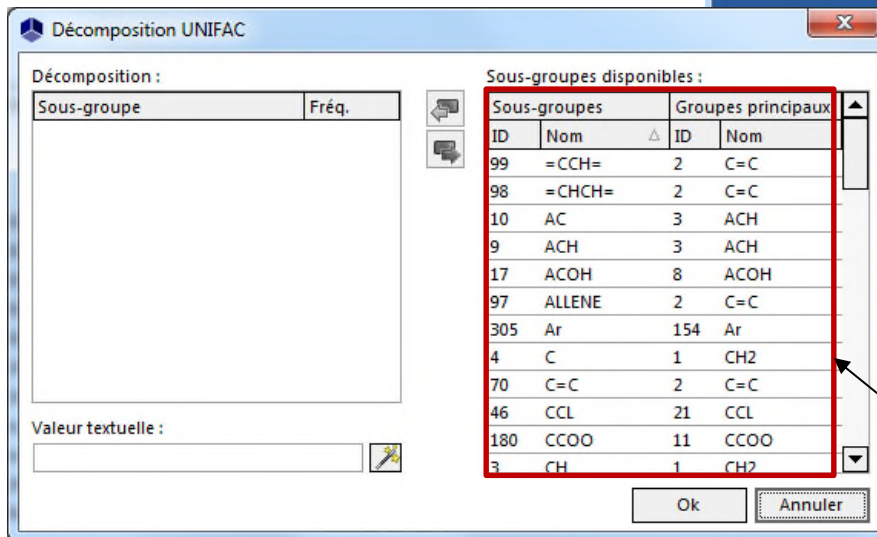 Décomposition UNIFAC
Décomposition :
Sous-groupe Fréq.
Valeur textuelle :
Sous-groupes disponibles :
Sous-groupes Groupes principaux
ID Nom ID Nom
99 =CCH= 2 C=C
98 =CHCH= 2 C=C
10 AC 3 ACH
9 ACH 3 ACH
17 ACOH 8 ACOH
97 ALLENE 2 C=C
305 Ar 154 Ar
4 C 1 CH2
70 C=C 2 C=C
46 CCL 21 CCL
180 CCOO 11 CCOO
3 CH 1 CH2
Ok Annuler